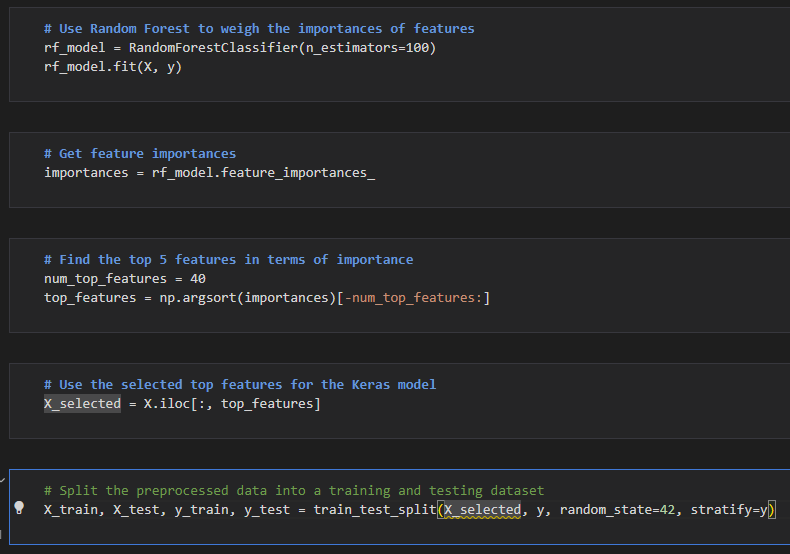 # Use Random Forest to weigh the importances of features
rf_model = RandomForestClassifier(n_estimators=100)
rf_model.fit(X, y)
# Get feature importances
importances = rf_model.feature_importances_
# Find the top 5 features in terms of importance
num_top_features = 40
top_features = np.argsort(importances)[-num_top_features:]
# Use the selected top features for the Keras model
X_selected = X.iloc[:, top_features]
# Split the preprocessed data into a training and testing dataset
X_train, X_test, y_train, y_test = train_test_split(X_selected, y, random_state=42, stratify=y)